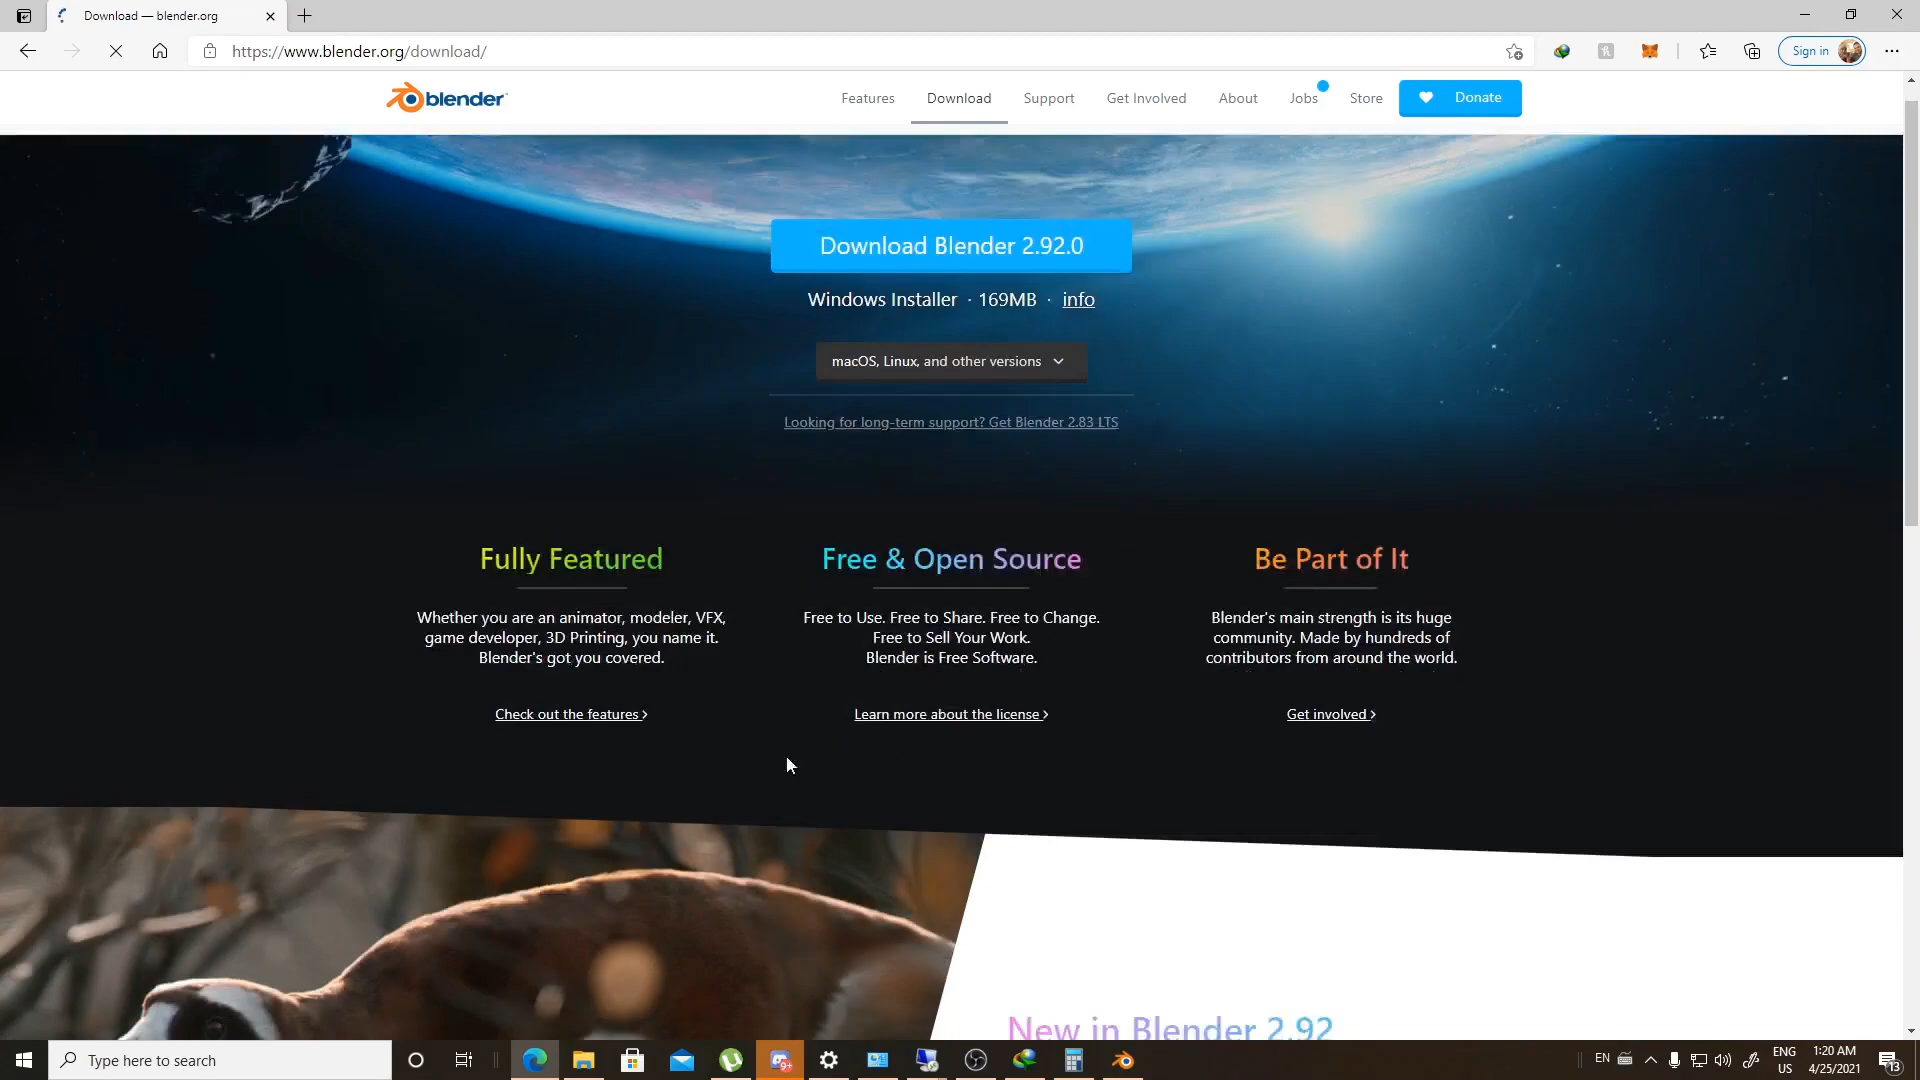 Download — blender.org
https://www.blender.org/download/
Sign in
blender
Features
Download
Support
Get Involved
About
Jobs
Store
Donate
Download Blender 2.92.0
Windows Installer · 169MB · info
macOS, Linux, and other versions
Looking for long-term support? Get Blender 2.83 LTS
Fully Featured
Whether you are an animator, modeler, VFX,
game developer, 3D Printing, you name it.
Blender's got you covered.
Check out the features ›
Free & Open Source
Free to Use. Free to Share. Free to Change.
Free to Sell Your Work.
Blender is Free Software.
Learn more about the license ›
Be Part of It
Blender's main strength is its huge
community. Made by hundreds of
contributors from around the world.
Get involved ›
New in Blender 2.92
Type here to search
9+
EN
ENG
US
1:20 AM
4/25/2021
13